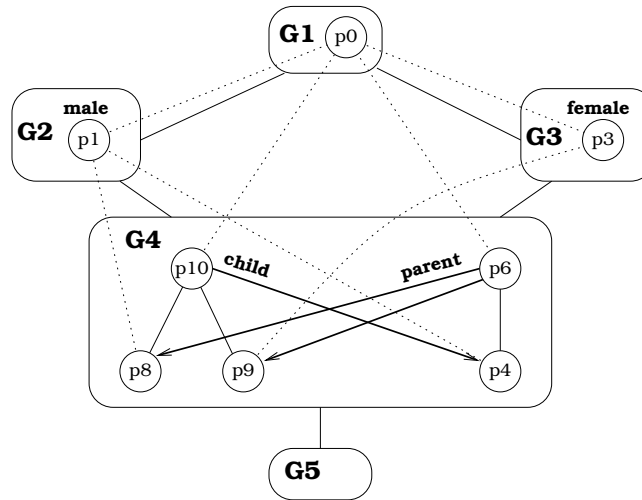 G1 p0
male
G2 p1
female
G3 p3
G4
p10 child parent p6
p8 p9 p4
G5